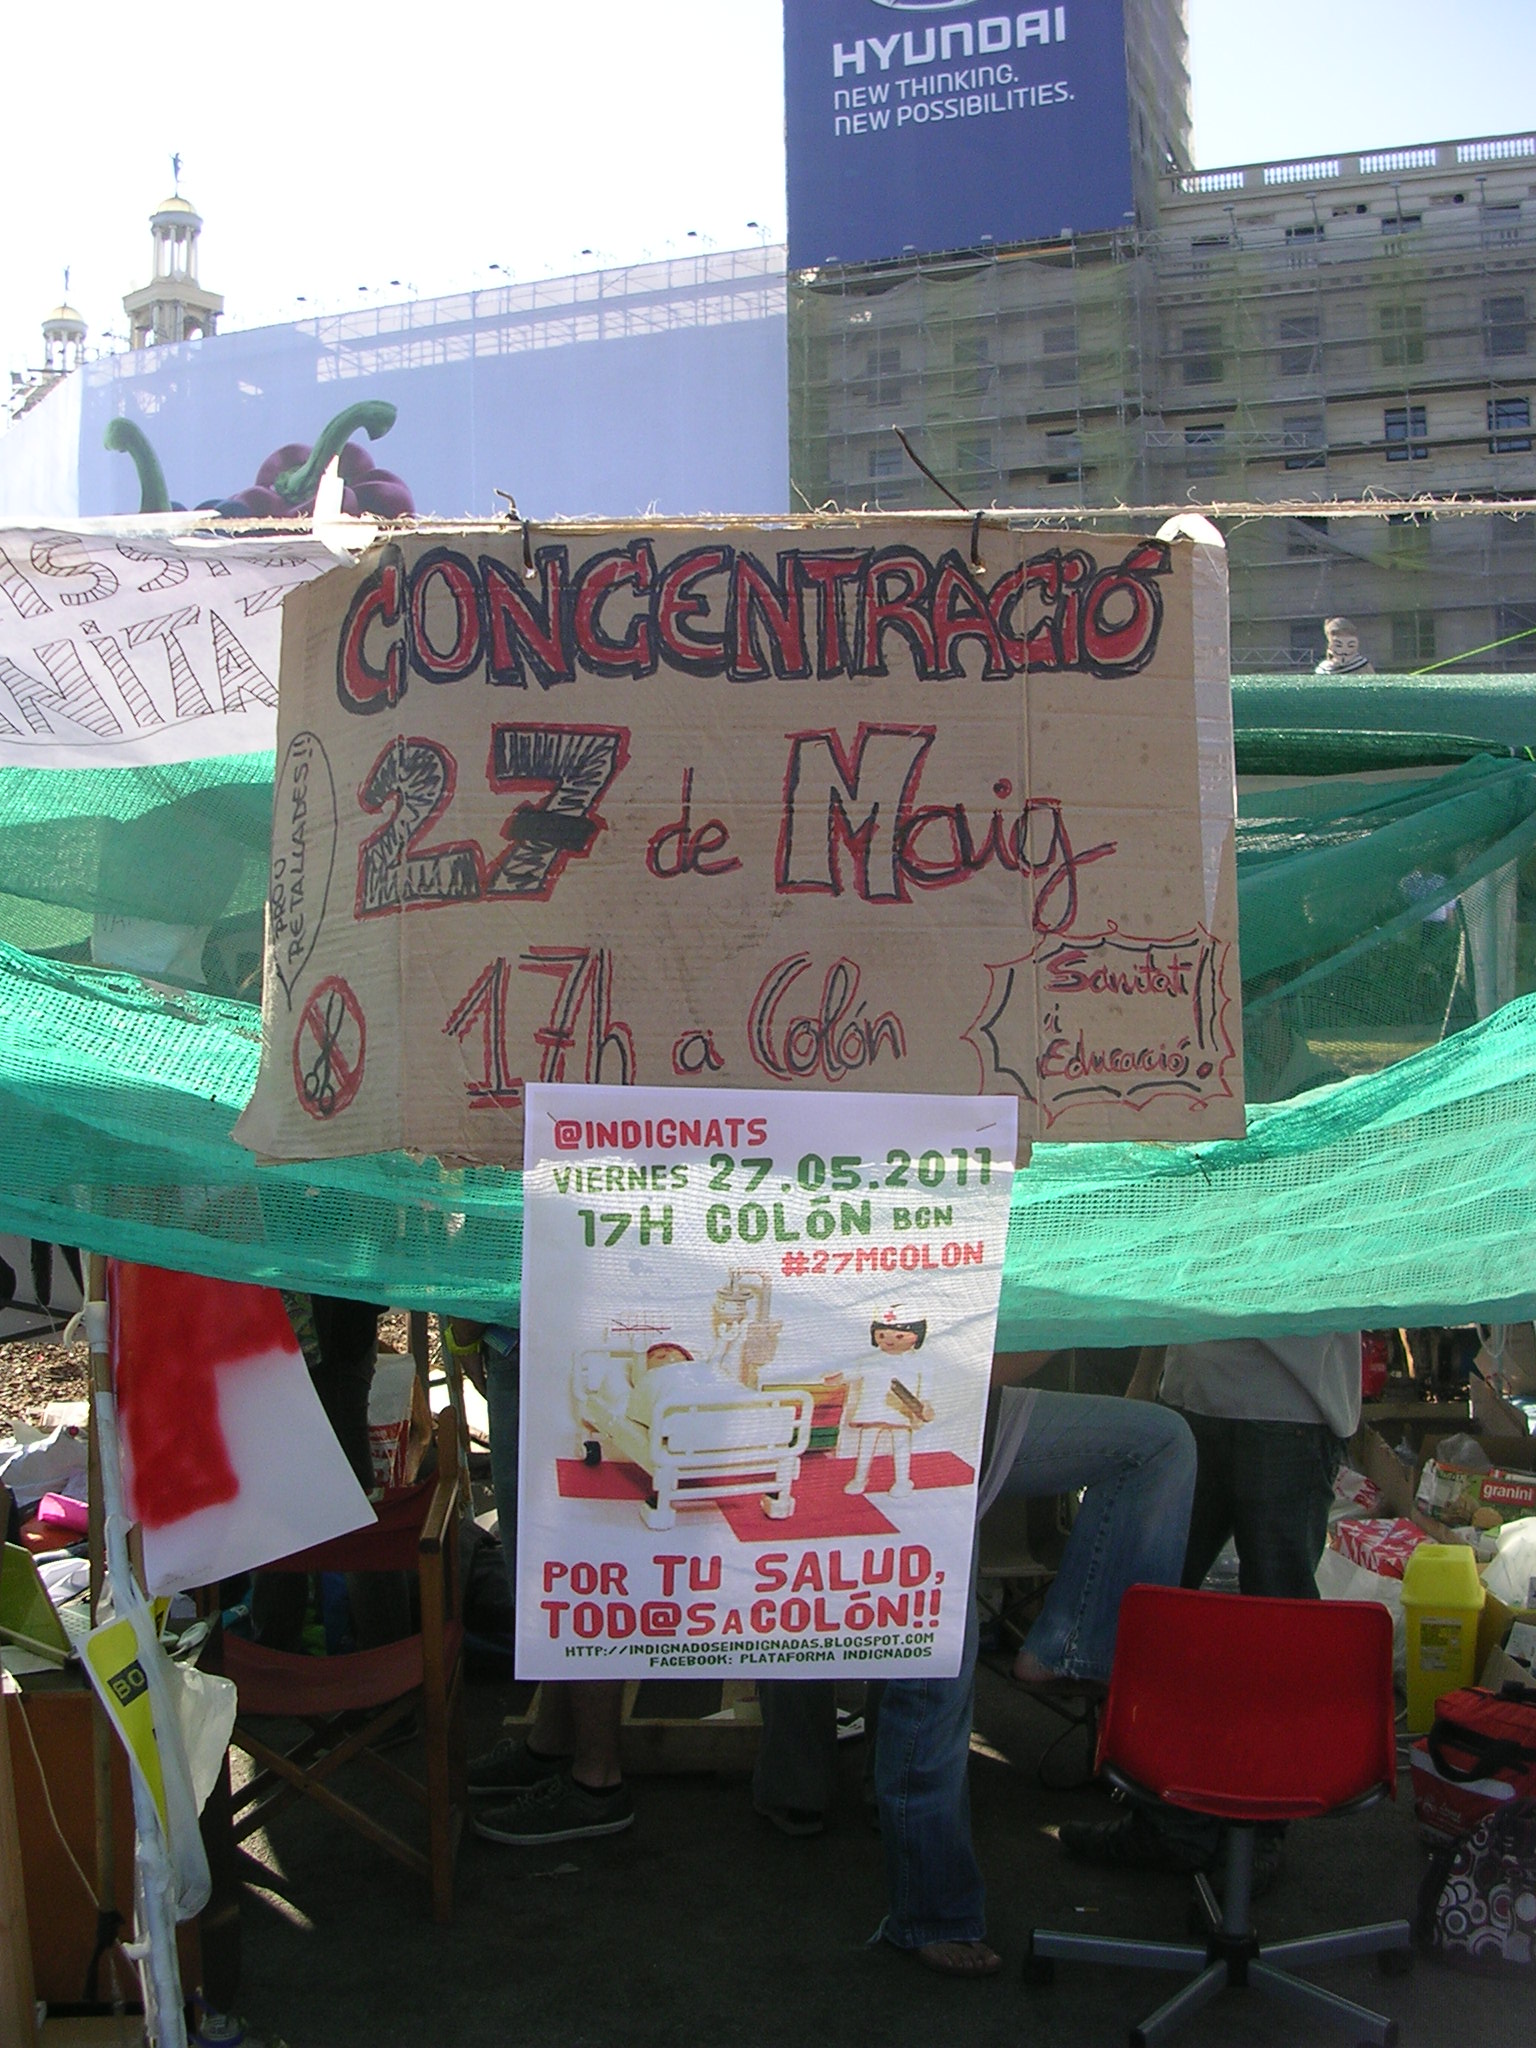 HYUNDAI
NEW THINKING.
NEW POSSIBILITIES.
CONCENTRACIÓ
27 de Maig
17h a Colón
PROU
RETALLADES!!
Sanitat
i
Educació!!
@INDIGNATS
VIERNES 27.05.2011
17H COLÓN BCN
#27MCOLON
POR TU SALUD,
TOD@S A COLÓN!!
HTTP://INDIGNADOSEINDIGNADAS.BLOGSPOT.COM
FACEBOOK: PLATAFORMA INDIGNADOS
granini